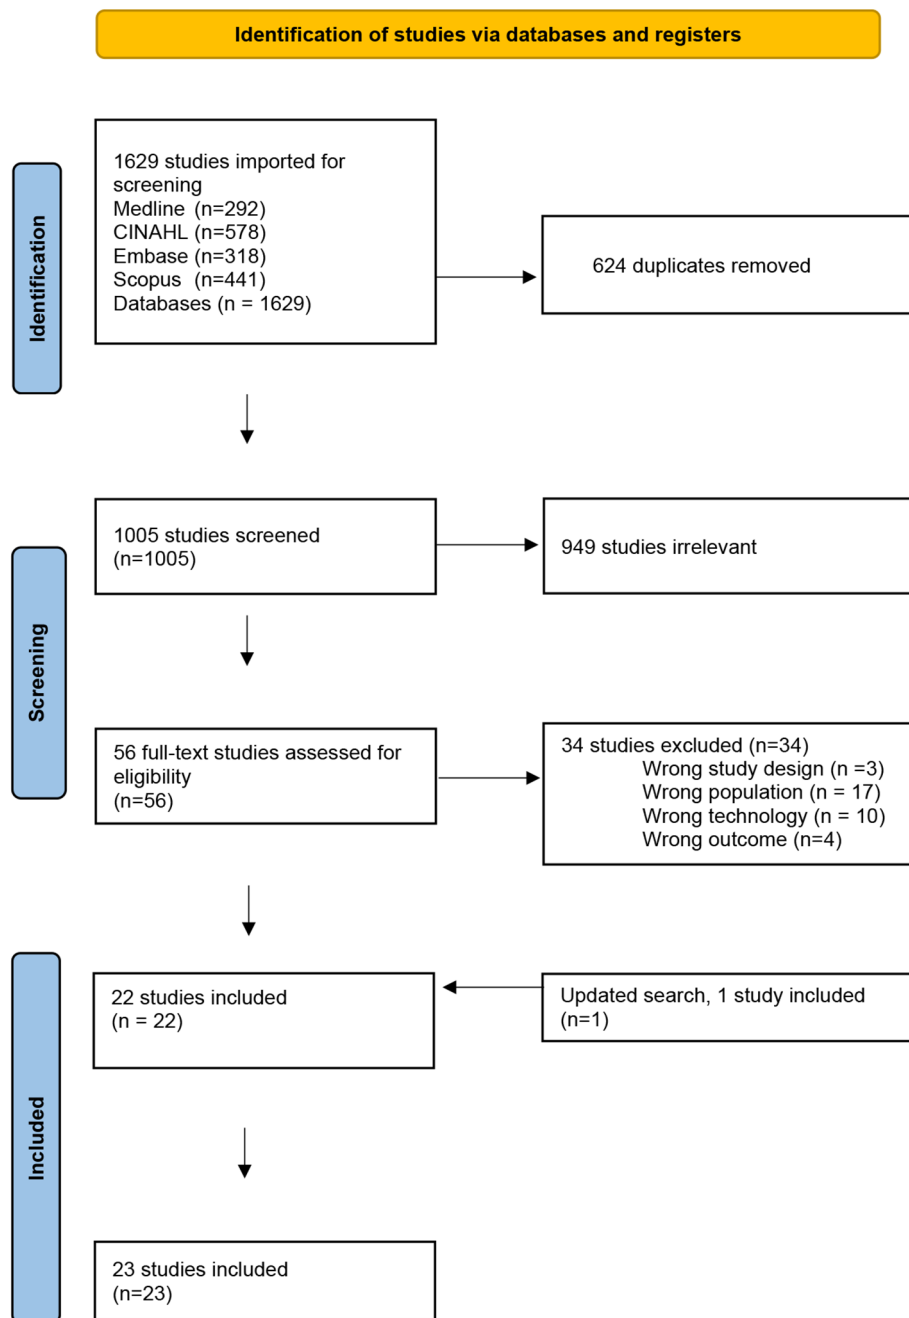 Identification of studies via databases and registers
Identification
1629 studies imported for
screening
Medline (n=292)
CINAHL (n=578)
Embase (n=318)
Scopus (n=441)
Databases (n = 1629)
624 duplicates removed
Screening
1005 studies screened
(n=1005)
949 studies irrelevant
56 full-text studies assessed for
eligibility
(n=56)
34 studies excluded (n=34)
Wrong study design (n =3)
Wrong population (n = 17)
Wrong technology (n = 10)
Wrong outcome (n=4)
Included
22 studies included
(n = 22)
Updated search, 1 study included
(n=1)
23 studies included
(n=23)